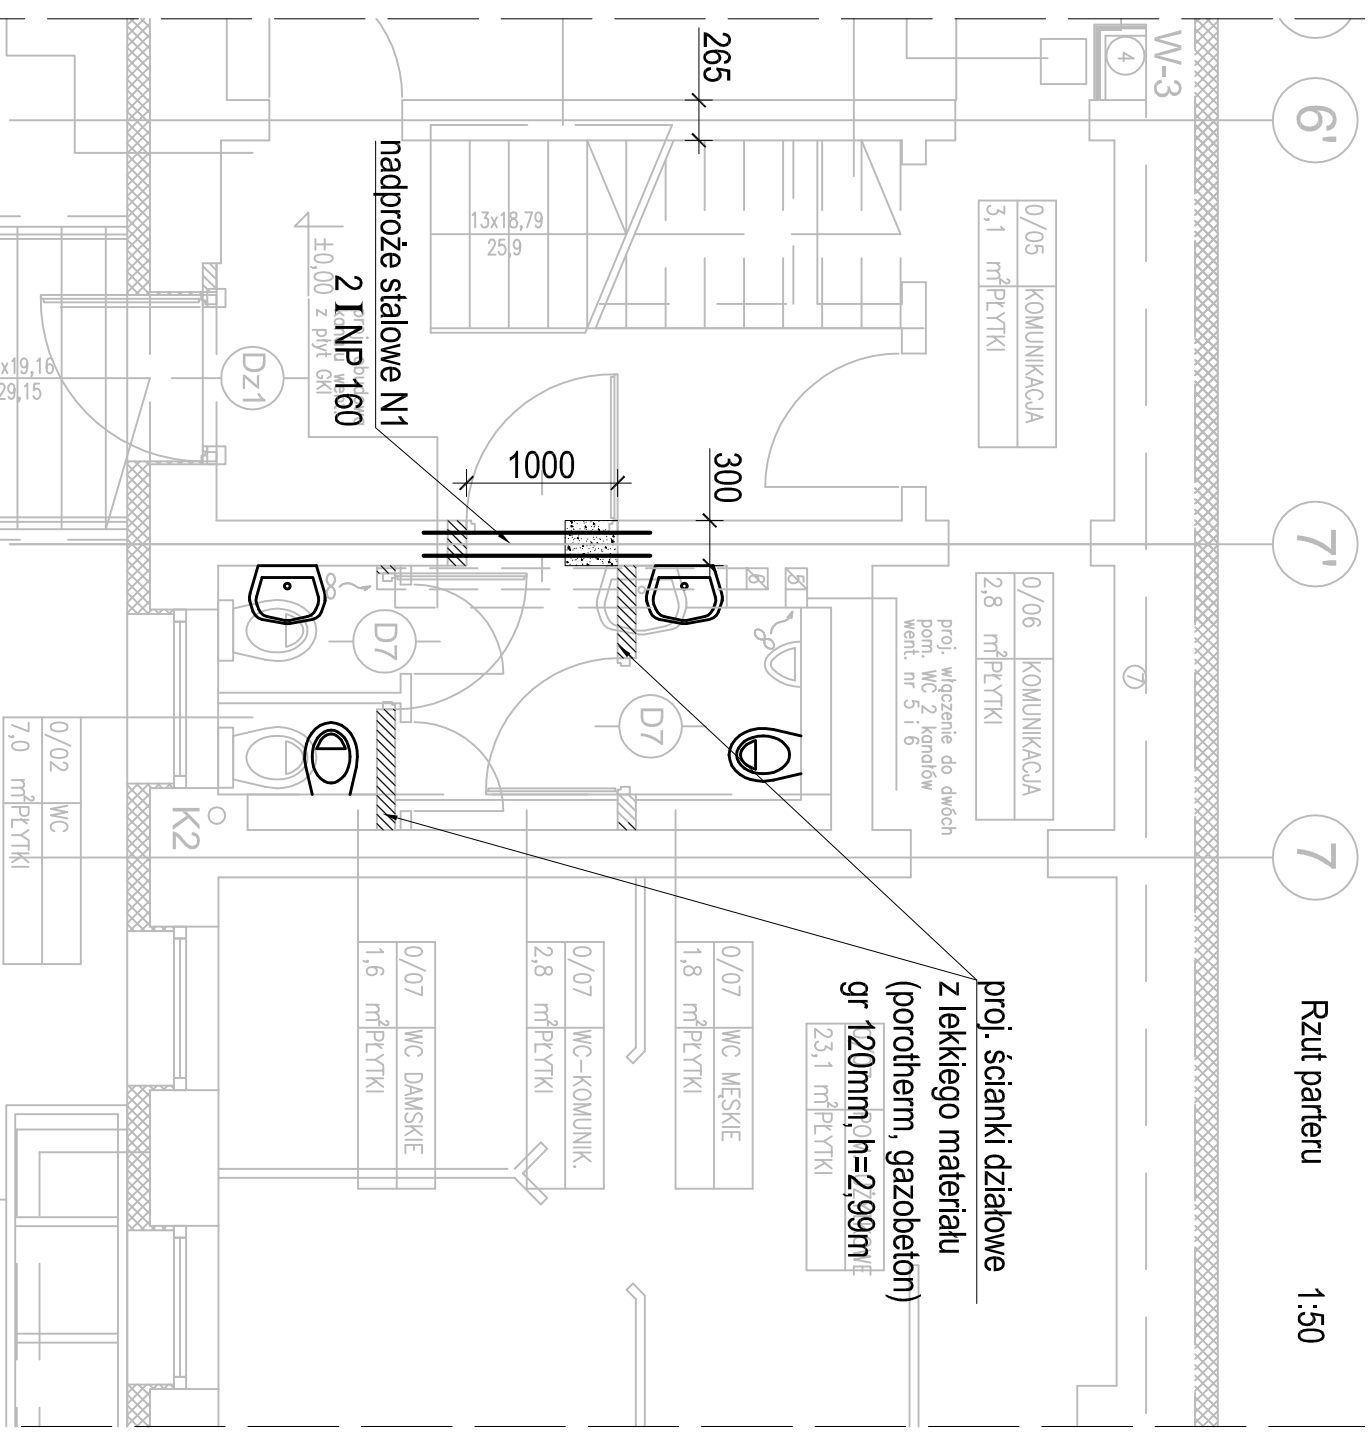 Rzut parteru 1:50
6'
7'
7
W-3
4
265
0/05 KOMUNIKACJA
3,1 m² PŁYTKI
13x18,79
25,9
nadproże stalowe N1
2 I NP 160
±0,00
z płyt GKI
Dz1
x19,16
29,15
1000
300
0/06 KOMUNIKACJA
2,8 m² PŁYTKI
proj. włączenie do dwóch
pom. WC 2 kanałów
went. nr 5 i 6
7
6
5
D7
D7
K2
0/02 WC
7,0 m² PŁYTKI
proj. ścianki działowe
z lekkiego materiału
(porotherm, gazobeton)
gr 120mm, h=2,99m
23,1 m² PŁYTKI
0/07 WC MĘSKIE
1,8 m² PŁYTKI
0/07 WC-KOMUNIK.
2,8 m² PŁYTKI
0/07 WC DAMSKIE
1,6 m² PŁYTKI